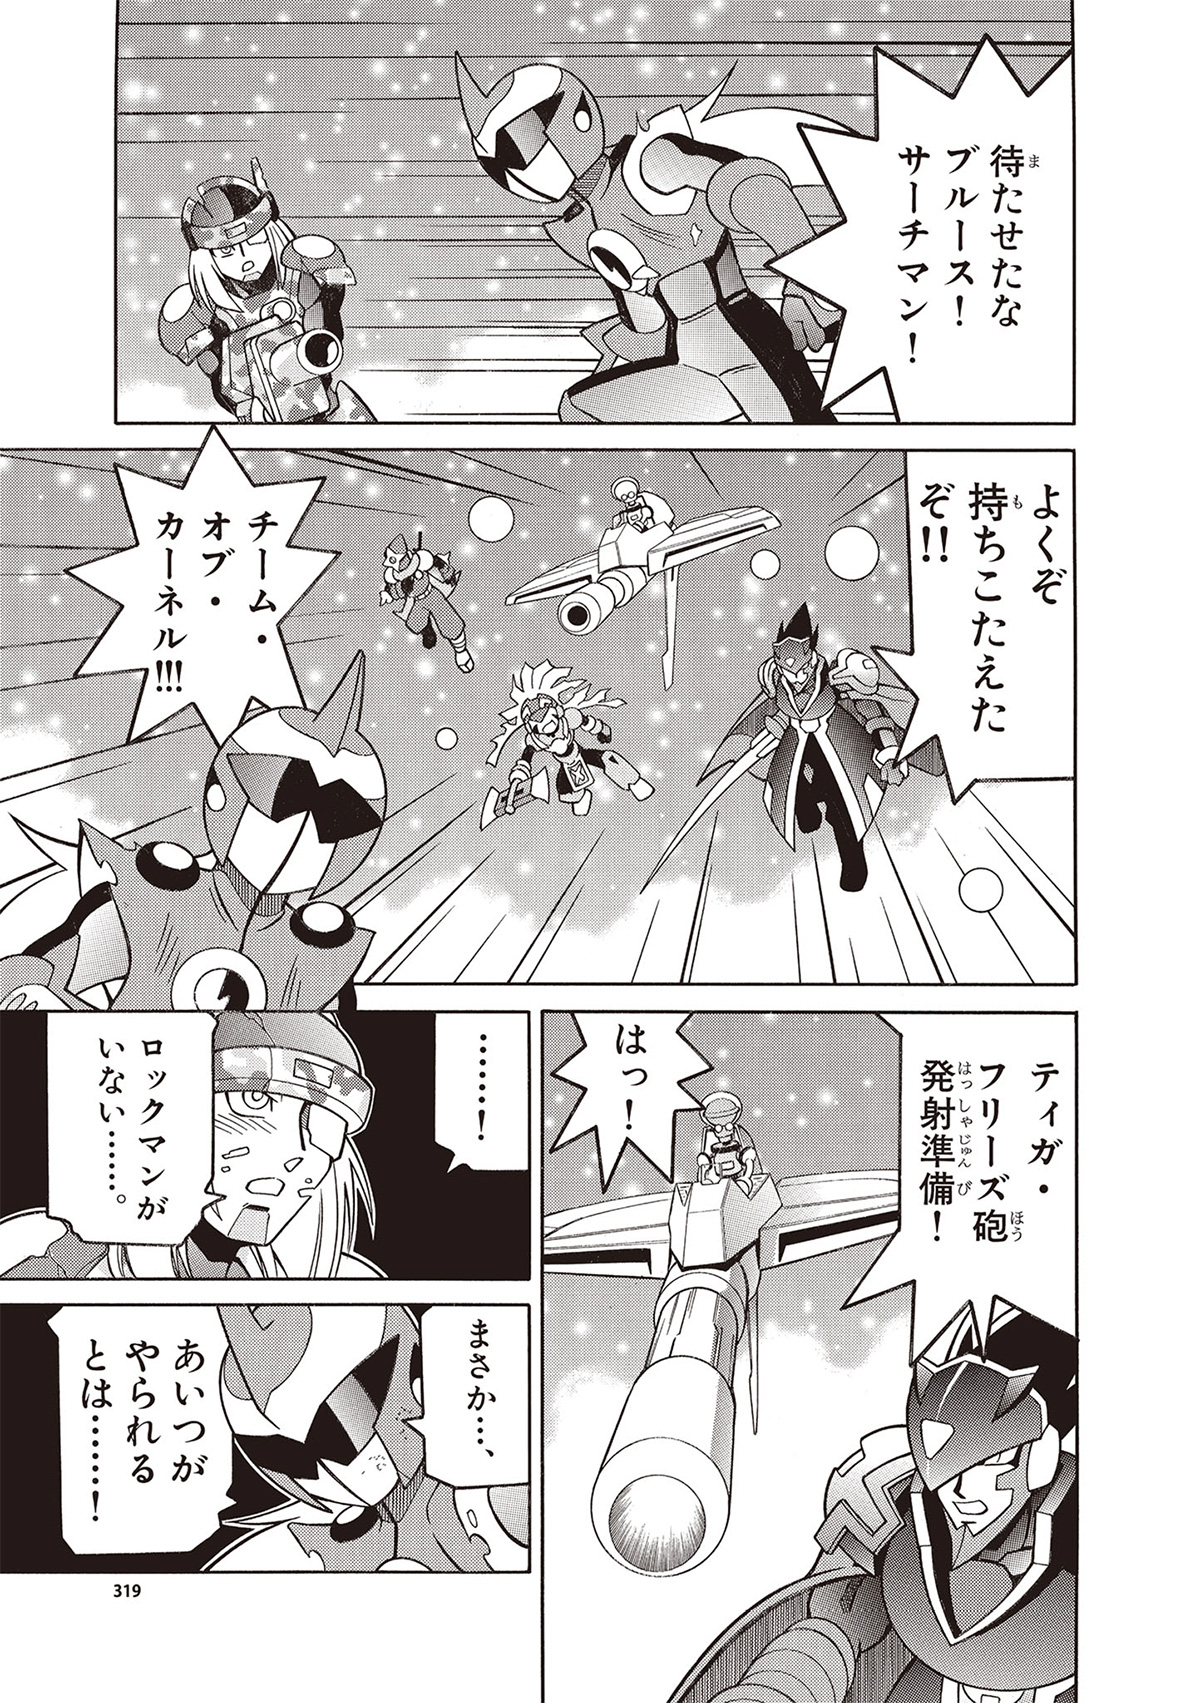 待たせたな
ブルース！
サーチマン！
よくぞ
持ちこたえた
ぞ!!
チーム・
オブ・
カーネル!!!
ティガ・
フリーズ砲
発射準備！
はっ！
………！
ロックマンが
いない……。
まさか…、
あいつが
やられる
とは……！
319